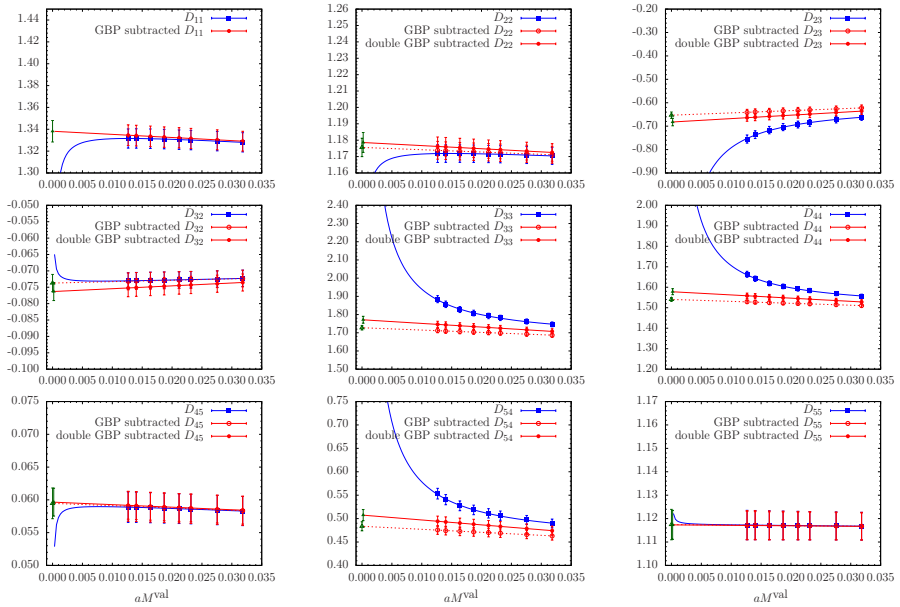 1.44
1.42
1.40
1.38
1.36
1.34
1.32
1.30
D11
GBP subtracted D11
0.000 0.005 0.010 0.015 0.020 0.025 0.030 0.035
1.26
1.25
1.24
1.23
1.22
1.21
1.20
1.19
1.18
1.17
1.16
D22
GBP subtracted D22
double GBP subtracted D22
0.000 0.005 0.010 0.015 0.020 0.025 0.030 0.035
-0.20
-0.30
-0.40
-0.50
-0.60
-0.70
-0.80
-0.90
D23
GBP subtracted D23
double GBP subtracted D23
0.000 0.005 0.010 0.015 0.020 0.025 0.030 0.035
-0.050
-0.055
-0.060
-0.065
-0.070
-0.075
-0.080
-0.085
-0.090
-0.095
-0.100
D32
GBP subtracted D32
double GBP subtracted D32
0.000 0.005 0.010 0.015 0.020 0.025 0.030 0.035
2.40
2.30
2.20
2.10
2.00
1.90
1.80
1.70
1.60
1.50
D33
GBP subtracted D33
double GBP subtracted D33
0.000 0.005 0.010 0.015 0.020 0.025 0.030 0.035
2.00
1.90
1.80
1.70
1.60
1.50
1.40
1.30
1.20
D44
GBP subtracted D44
double GBP subtracted D44
0.000 0.005 0.010 0.015 0.020 0.025 0.030 0.035
0.075
0.070
0.065
0.060
0.055
0.050
D45
GBP subtracted D45
double GBP subtracted D45
0.000 0.005 0.010 0.015 0.020 0.025 0.030 0.035
aM^val
0.75
0.70
0.65
0.60
0.55
0.50
0.45
0.40
D54
GBP subtracted D54
double GBP subtracted D54
0.000 0.005 0.010 0.015 0.020 0.025 0.030 0.035
aM^val
1.17
1.16
1.15
1.14
1.13
1.12
1.11
1.10
D55
GBP subtracted D55
double GBP subtracted D55
0.000 0.005 0.010 0.015 0.020 0.025 0.030 0.035
aM^val